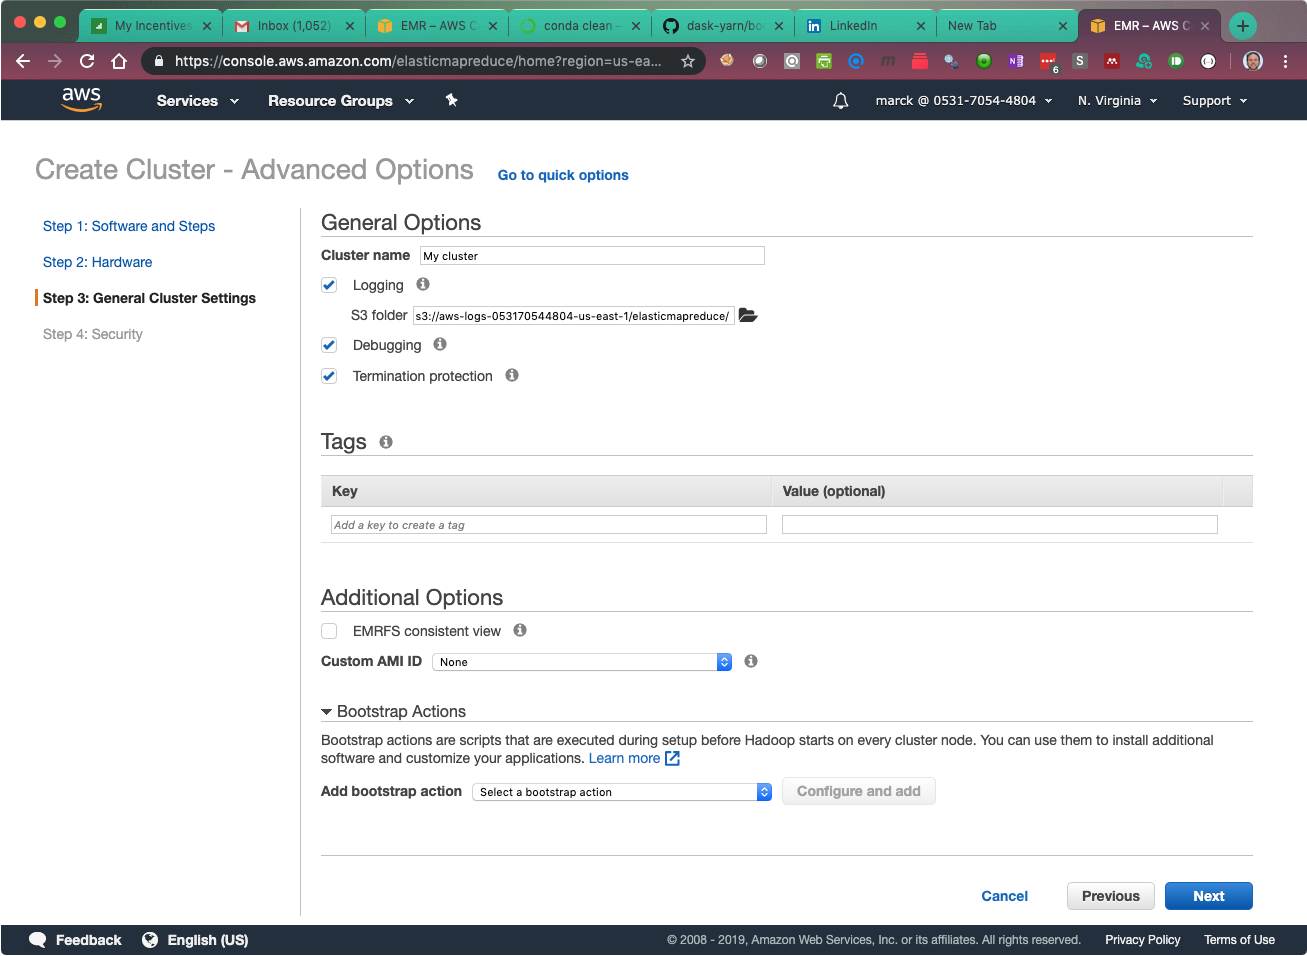 My Incentives
Inbox (1,052)
EMR – AWS C
conda clean –
dask-yarn/boo
LinkedIn
New Tab
EMR – AWS C
https://console.aws.amazon.com/elasticmapreduce/home?region=us-ea...
aws
Services
Resource Groups
marck @ 0531-7054-4804
N. Virginia
Support
Create Cluster - Advanced Options
Go to quick options
Step 1: Software and Steps
Step 2: Hardware
Step 3: General Cluster Settings
Step 4: Security
General Options
Cluster name My cluster
Logging
S3 folder s3://aws-logs-053170544804-us-east-1/elasticmapreduce/
Debugging
Termination protection
Tags
Key Value (optional)
Add a key to create a tag
Additional Options
EMRFS consistent view
Custom AMI ID None
Bootstrap Actions
Bootstrap actions are scripts that are executed during setup before Hadoop starts on every cluster node. You can use them to install additional
software and customize your applications. Learn more
Add bootstrap action Select a bootstrap action Configure and add
Cancel Previous Next
Feedback English (US)
© 2008 - 2019, Amazon Web Services, Inc. or its affiliates. All rights reserved. Privacy Policy Terms of Use